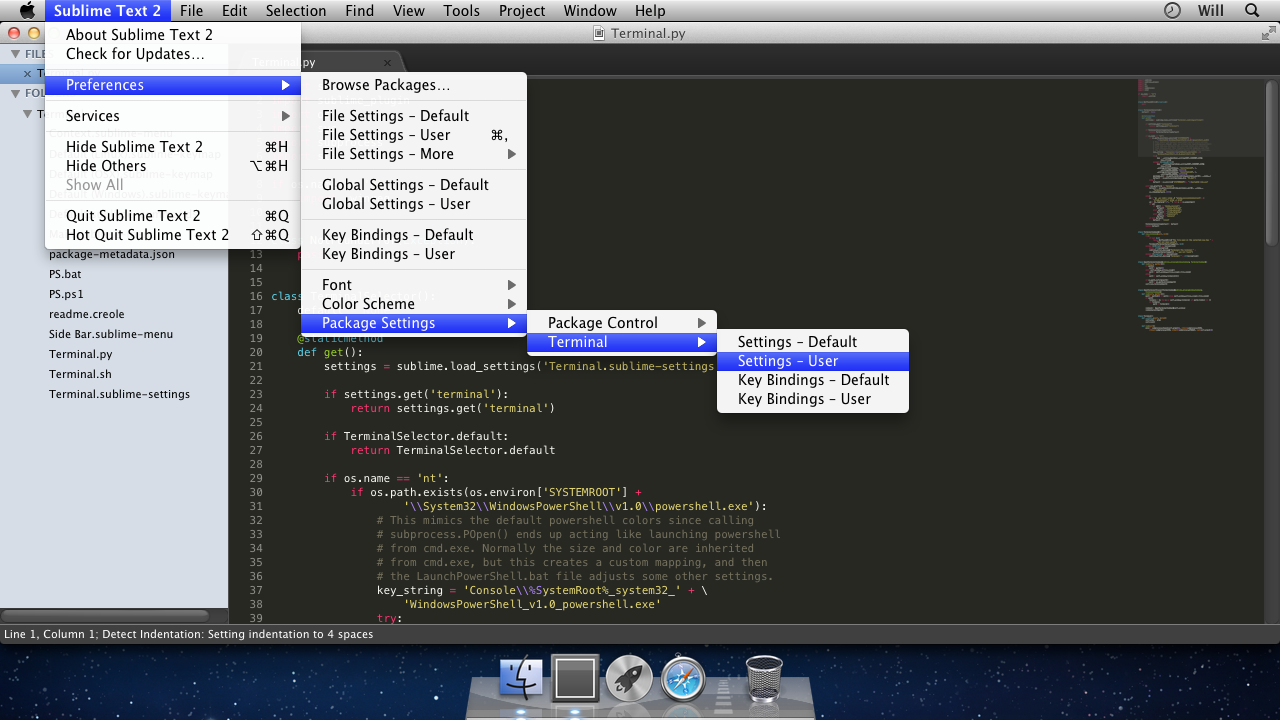 Sublime Text 2 File Edit Selection Find View Tools Project Window Help Will
Terminal.py
About Sublime Text 2
Check for Updates…
Preferences
Services
Hide Sublime Text 2 ⌘H
Hide Others ⌥⌘H
Show All
Quit Sublime Text 2 ⌘Q
Hot Quit Sublime Text 2 ⇧⌘Q
Browse Packages…
File Settings – Default
File Settings – User ⌘,
File Settings – More
Global Settings – Default
Global Settings – User
Key Bindings – Default
Key Bindings – User
Font
Color Scheme
Package Settings
Package Control
Terminal
Settings – Default
Settings – User
Key Bindings – Default
Key Bindings – User
package-metadata.json
PS.bat
PS.ps1
readme.creole
Side Bar.sublime-menu
Terminal.py
Terminal.sh
Terminal.sublime-settings
13
14
15
16 class
17
18
19 @staticmethod
20 def get():
21 settings = sublime.load_settings('Terminal.sublime-settings
22
23 if settings.get('terminal'):
24 return settings.get('terminal')
25
26 if TerminalSelector.default:
27 return TerminalSelector.default
28
29 if os.name == 'nt':
30 if os.path.exists(os.environ['SYSTEMROOT'] +
31 '\\System32\\WindowsPowerShell\\v1.0\\powershell.exe'):
32 # This mimics the default powershell colors since calling
33 # subprocess.POpen() ends up acting like launching powershell
34 # from cmd.exe. Normally the size and color are inherited
35 # from cmd.exe, but this creates a custom mapping, and then
36 # the LaunchPowerShell.bat file adjusts some other settings.
37 key_string = 'Console\\%SystemRoot%_system32_' + \
38 'WindowsPowerShell_v1.0_powershell.exe'
39 try:
Line 1, Column 1; Detect Indentation: Setting indentation to 4 spaces